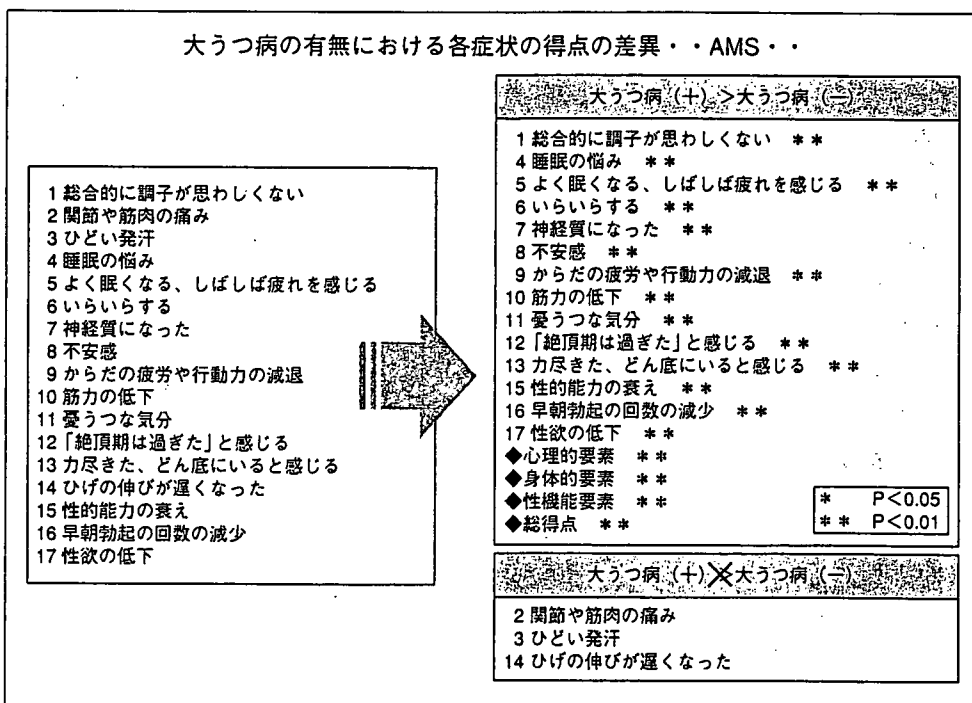 大うつ病の有無における各症状の得点の差異・・AMS・・
1 総合的に調子が思わしくない
2 関節や筋肉の痛み
3 ひどい発汗
4 睡眠の悩み
5 よく眠くなる、しばしば疲れを感じる
6 いらいらする
7 神経質になった
8 不安感
9 からだの疲労や行動力の減退
10 筋力の低下
11 憂うつな気分
12 「絶頂期は過ぎた」と感じる
13 力尽きた、どん底にいると感じる
14 ひげの伸びが遅くなった
15 性的能力の衰え
16 早朝勃起の回数の減少
17 性欲の低下
大うつ病 (+) >大うつ病 (−)
1 総合的に調子が思わしくない **
4 睡眠の悩み **
5 よく眠くなる、しばしば疲れを感じる **
6 いらいらする **
7 神経質になった **
8 不安感 **
9 からだの疲労や行動力の減退 **
10 筋力の低下 **
11 憂うつな気分 **
12 「絶頂期は過ぎた」と感じる **
13 力尽きた、どん底にいると感じる **
15 性的能力の衰え **
16 早朝勃起の回数の減少 **
17 性欲の低下 **
◆心理的要素 **
◆身体的要素 **
◆性機能要素 **
◆総得点 **
* P<0.05
** P<0.01
大うつ病 (+) 大うつ病 (−)
2 関節や筋肉の痛み
3 ひどい発汗
14 ひげの伸びが遅くなった